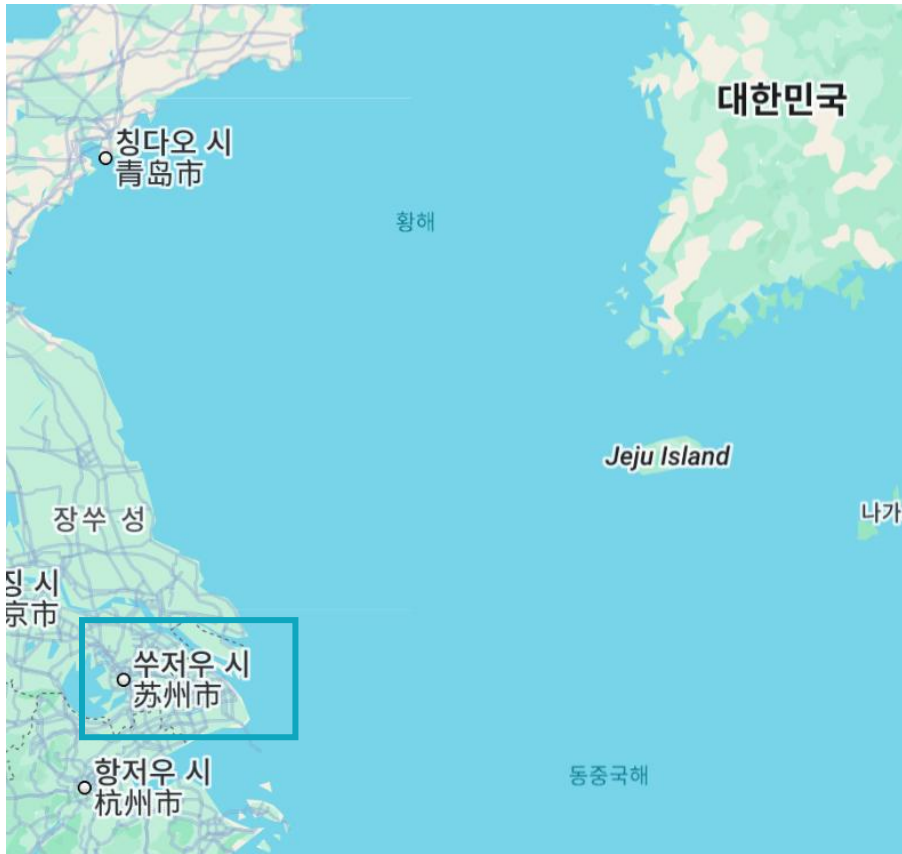 대한민국
칭다오 시
青岛市
황해
Jeju Island
나가
장쑤 성
징 시
京市
쑤저우 시
苏州市
동중국해
항저우 시
杭州市